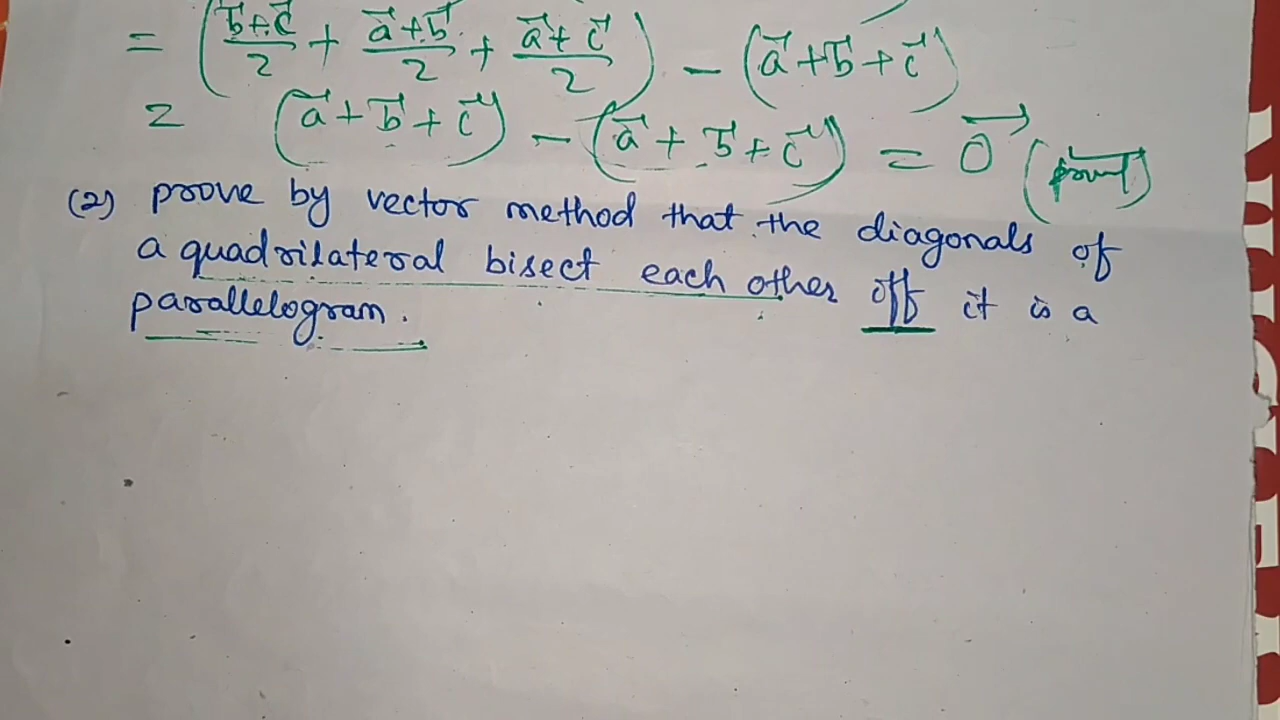 = (b⃗+c⃗/2 + a⃗+b⃗/2 + a⃗+c⃗/2) - (a⃗+b⃗+c⃗)
= (a⃗+b⃗+c⃗) - (a⃗+b⃗+c⃗) = 0⃗ (proved)
(2) prove by vector method that the diagonals of
a quadrilateral bisect each other iff it is a
parallelogram.